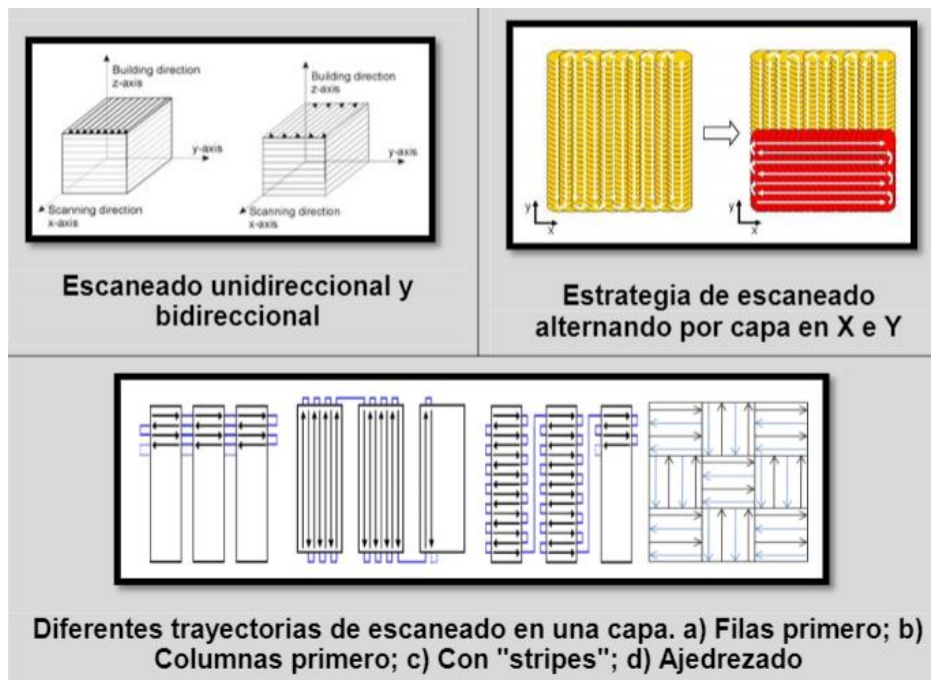 Building direction
z-axis
y-axis
Scanning direction
x-axis
Building direction
z-axis
y-axis
Scanning direction
x-axis
Escaneado unidireccional y
bidireccional
y
x
y
x
Estrategia de escaneado
alternando por capa en X e Y
Diferentes trayectorias de escaneado en una capa. a) Filas primero; b)
Columnas primero; c) Con "stripes"; d) Ajedrezado